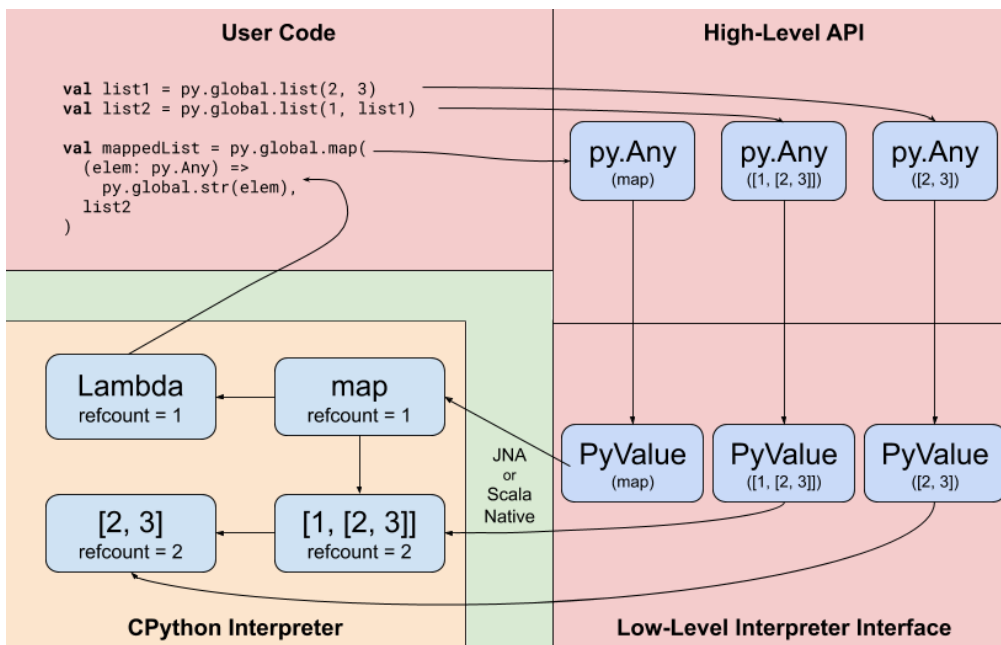 User Code
val list1 = py.global.list(2, 3)
val list2 = py.global.list(1, list1)
val mappedList = py.global.map(
(elem: py.Any) =>
py.global.str(elem),
list2
)
High-Level API
py.Any
(map)
py.Any
([1, [2, 3]])
py.Any
([2, 3])
Lambda
refcount = 1
map
refcount = 1
[2, 3]
refcount = 2
[1, [2, 3]]
refcount = 2
CPython Interpreter
JNA
or
Scala
Native
PyValue
(map)
PyValue
([1, [2, 3]])
PyValue
([2, 3])
Low-Level Interpreter Interface